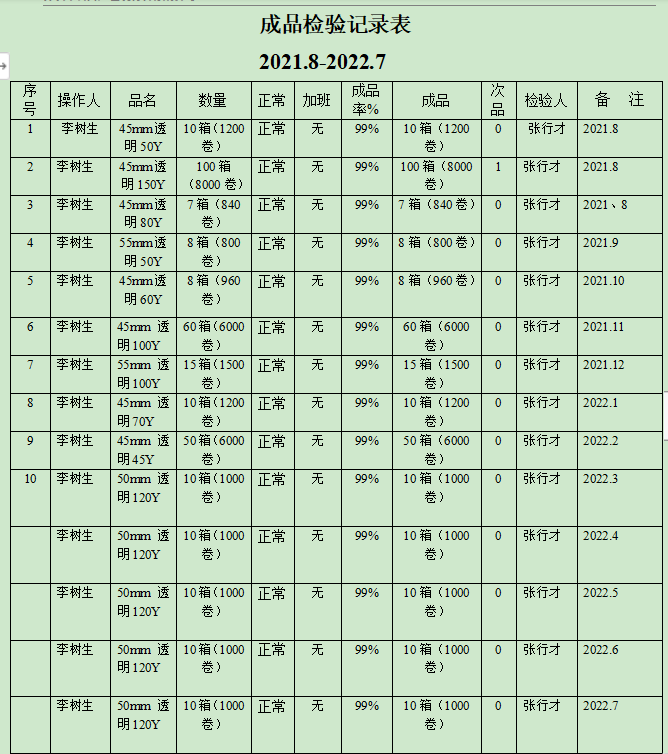 成品检验记录表
2021.8-2022.7
序号 操作人 品名 数量 正常 加班 成品率% 成品 次品 检验人 备 注
1 李树生 45mm透明50Y 10箱(1200卷) 正常 无 99% 10箱(1200卷) 0 张行才 2021.8
2 李树生 45mm透明150Y 100箱(8000卷) 正常 无 99% 100箱(8000卷) 1 张行才 2021.8
3 李树生 45mm透明80Y 7箱(840卷) 正常 无 99% 7箱(840卷) 0 张行才 2021、8
4 李树生 55mm透明50Y 8箱(800卷) 正常 无 99% 8箱(800卷) 0 张行才 2021.9
5 李树生 45mm透明60Y 8箱(960卷) 正常 无 99% 8箱(960卷) 0 张行才 2021.10
6 李树生 45mm 透明100Y 60箱(6000卷) 正常 无 99% 60箱(6000卷) 0 张行才 2021.11
7 李树生 55mm 透明100Y 15箱(1500卷) 正常 无 99% 15箱(1500卷) 0 张行才 2021.12
8 李树生 45mm 透明70Y 10箱(1200卷) 正常 无 99% 10箱(1200卷) 0 张行才 2022.1
9 李树生 45mm 透明45Y 50箱(6000卷) 正常 无 99% 50箱(6000卷) 0 张行才 2022.2
10 李树生 50mm 透明120Y 10箱(1000卷) 正常 无 99% 10箱(1000卷) 0 张行才 2022.3
李树生 50mm 透明120Y 10箱(1000卷) 正常 无 99% 10箱(1000卷) 0 张行才 2022.4
李树生 50mm 透明120Y 10箱(1000卷) 正常 无 99% 10箱(1000卷) 0 张行才 2022.5
李树生 50mm 透明120Y 10箱(1000卷) 正常 无 99% 10箱(1000卷) 0 张行才 2022.6
李树生 50mm 透明120Y 10箱(1000卷) 正常 无 99% 10箱(1000卷) 0 张行才 2022.7